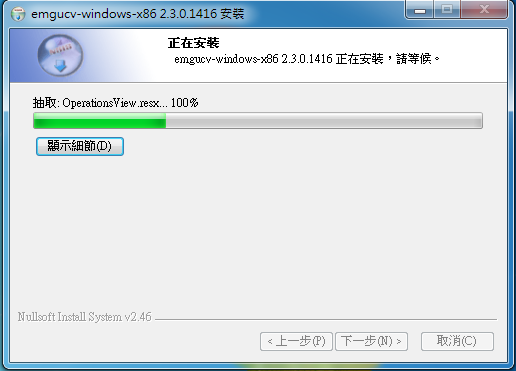 emgucv-windows-x86 2.3.0.1416 安裝
正在安裝
emgucv-windows-x86 2.3.0.1416 正在安裝，請等候。
抽取: OperationsView.resx... 100%
顯示細節(D)
Nullsoft Install System v2.46
< 上一步(P) 下一步(N) > 取消(C)